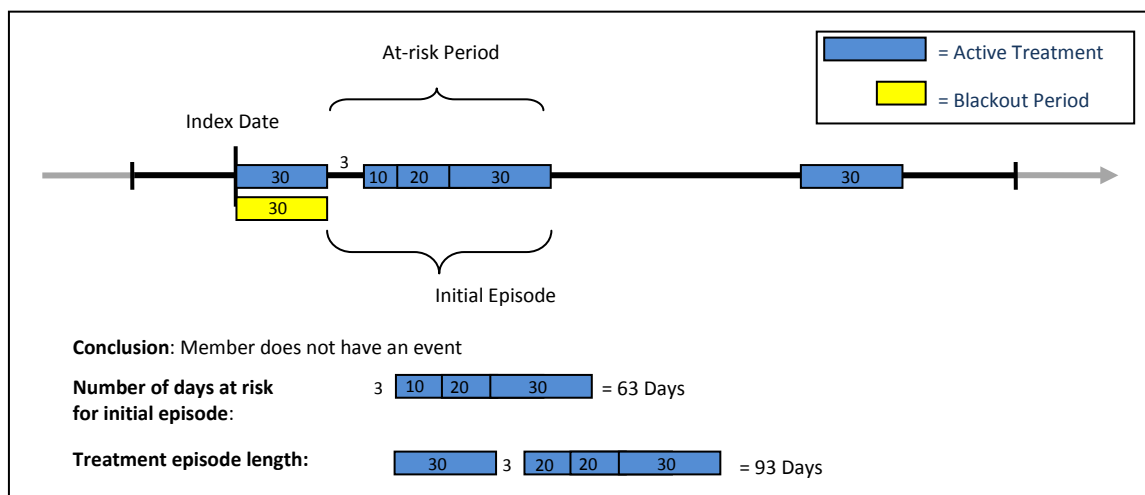 At-risk Period
= Active Treatment
= Blackout Period
Index Date
30 3 10 20 30 30
30
Initial Episode
Conclusion: Member does not have an event
Number of days at risk 3 10 20 30 = 63 Days
for initial episode:
Treatment episode length: 30 3 20 20 30 = 93 Days